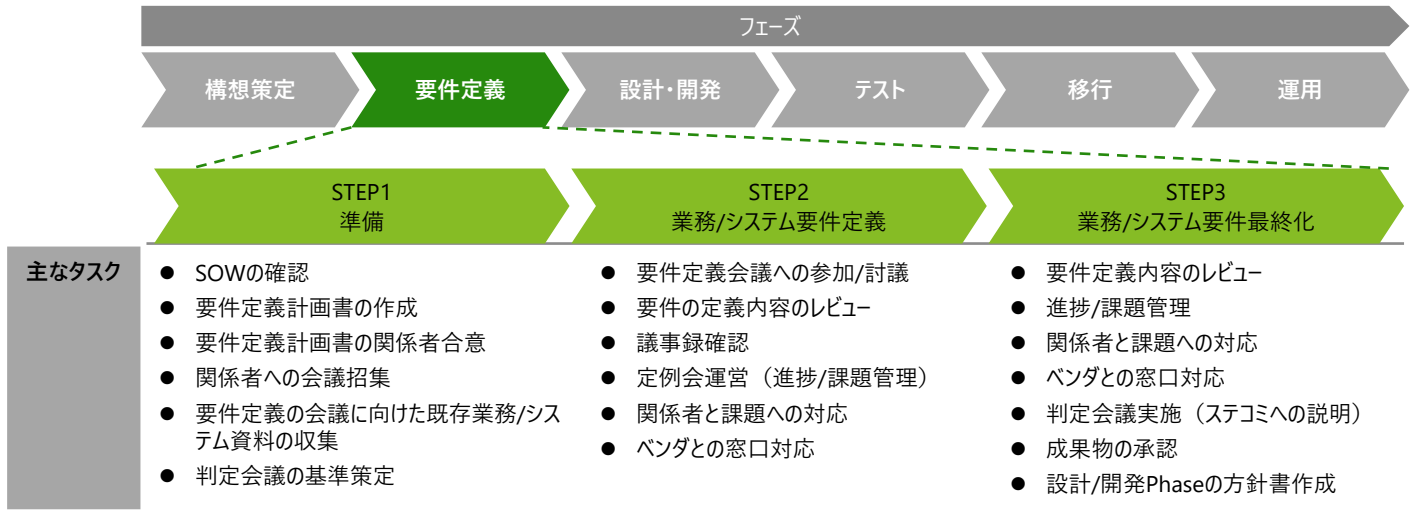 フェーズ
構想策定
要件定義
設計・開発
テスト
移行
運用
STEP1
準備
STEP2
業務/システム要件定義
STEP3
業務/システム要件最終化
主なタスク
● SOWの確認
● 要件定義計画書の作成
● 要件定義計画書の関係者合意
● 関係者への会議招集
● 要件定義の会議に向けた既存業務/シス
テム資料の収集
● 判定会議の基準策定
● 要件定義会議への参加/討議
● 要件の定義内容のレビュー
● 議事録確認
● 定例会運営（進捗/課題管理）
● 関係者と課題への対応
● ベンダとの窓口対応
● 要件定義内容のレビュー
● 進捗/課題管理
● 関係者と課題への対応
● ベンダとの窓口対応
● 判定会議実施（ステコミへの説明）
● 成果物の承認
● 設計/開発Phaseの方針書作成